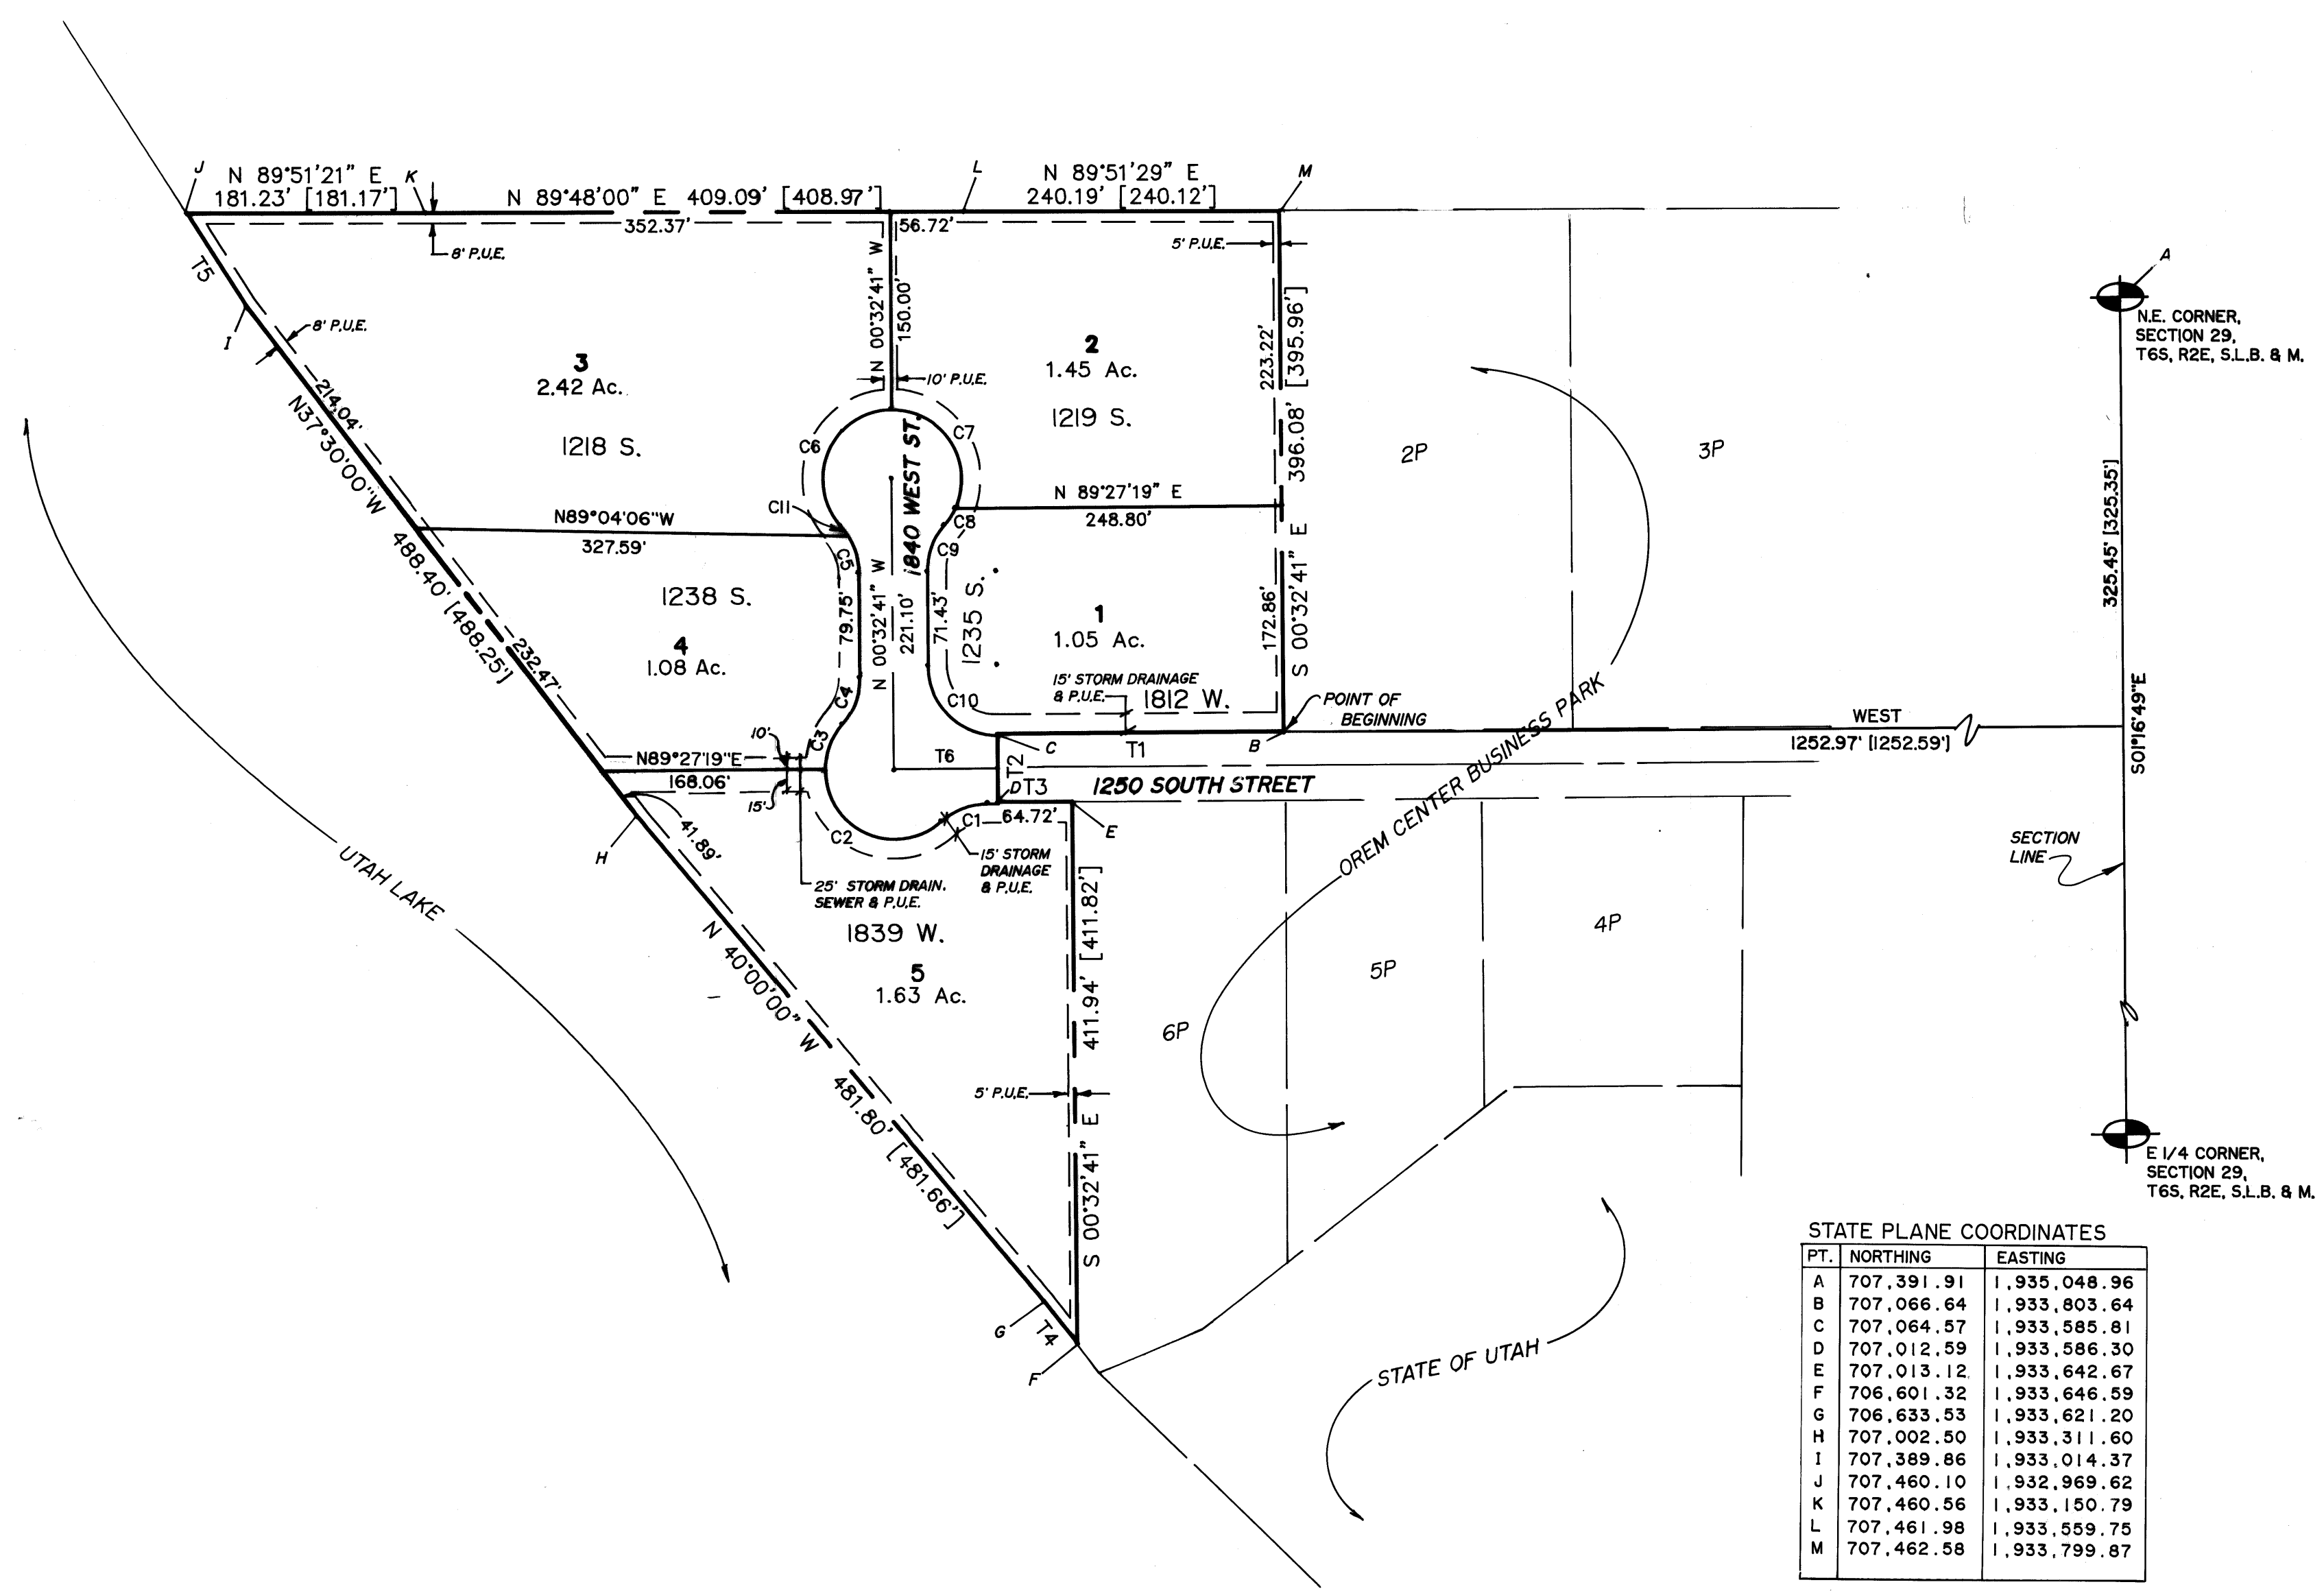 J
N 89°51'21" E
181.23' [181.17']
K
N 89°48'00" E 409.09' [408.97']
L
N 89°51'29" E
240.19' [240.12']
M
352.37'
56.72'
8' P.U.E.
5' P.U.E.
A
N.E. CORNER,
SECTION 29,
T6S, R2E, S.L.B. & M.
T5
I
8' P.U.E.
N 00°32'41" W
150.00'
10' P.U.E.
3
2.42 Ac.
1218 S.
2
1.45 Ac.
1219 S.
223.22'
396.08' [395.96']
S 00°32'41" E
2P
3P
325.45' [325.35']
S01°16'49"E
214.04'
N37°30'00"W
488.40' [488.25']
C6
C7
1840 WEST ST.
C11
N89°04'06"W
327.59'
N 89°27'19" E
248.80'
C8
C9
C5
1238 S.
4
1.08 Ac.
79.75'
N 00°32'41" W
221.10'
71.43'
1235 S.
1
1.05 Ac.
172.86'
232.47'
C4
C10
15' STORM DRAINAGE
& P.U.E.
1812 W.
POINT OF
BEGINNING
WEST
1252.97' [1252.59']
C3
10'
N89°27'19"E
168.06'
15'
T6
C
T1
B
T2
D
T3
1250 SOUTH STREET
OREM CENTER BUSINESS PARK
C2
C1
64.72'
E
H
41.89'
15' STORM
DRAINAGE
& P.U.E.
25' STORM DRAIN.
SEWER & P.U.E.
UTAH LAKE
SECTION
LINE
1839 W.
5
1.63 Ac.
N 40°00'00" W
481.80' [481.66']
411.94' [411.82']
S 00°32'41" E
5' P.U.E.
6P
5P
4P
G
T4
F
STATE OF UTAH
E 1/4 CORNER,
SECTION 29,
T6S, R2E, S.L.B. & M.
STATE PLANE COORDINATES
PT. NORTHING EASTING
A 707,391.91 1,935,048.96
B 707,066.64 1,933,803.64
C 707,064.57 1,933,585.81
D 707,012.59 1,933,586.30
E 707,013.12 1,933,642.67
F 706,601.32 1,933,646.59
G 706,633.53 1,933,621.20
H 707,002.50 1,933,311.60
I 707,389.86 1,933,014.37
J 707,460.10 1,932,969.62
K 707,460.56 1,933,150.79
L 707,461.98 1,933,559.75
M 707,462.58 1,933,799.87